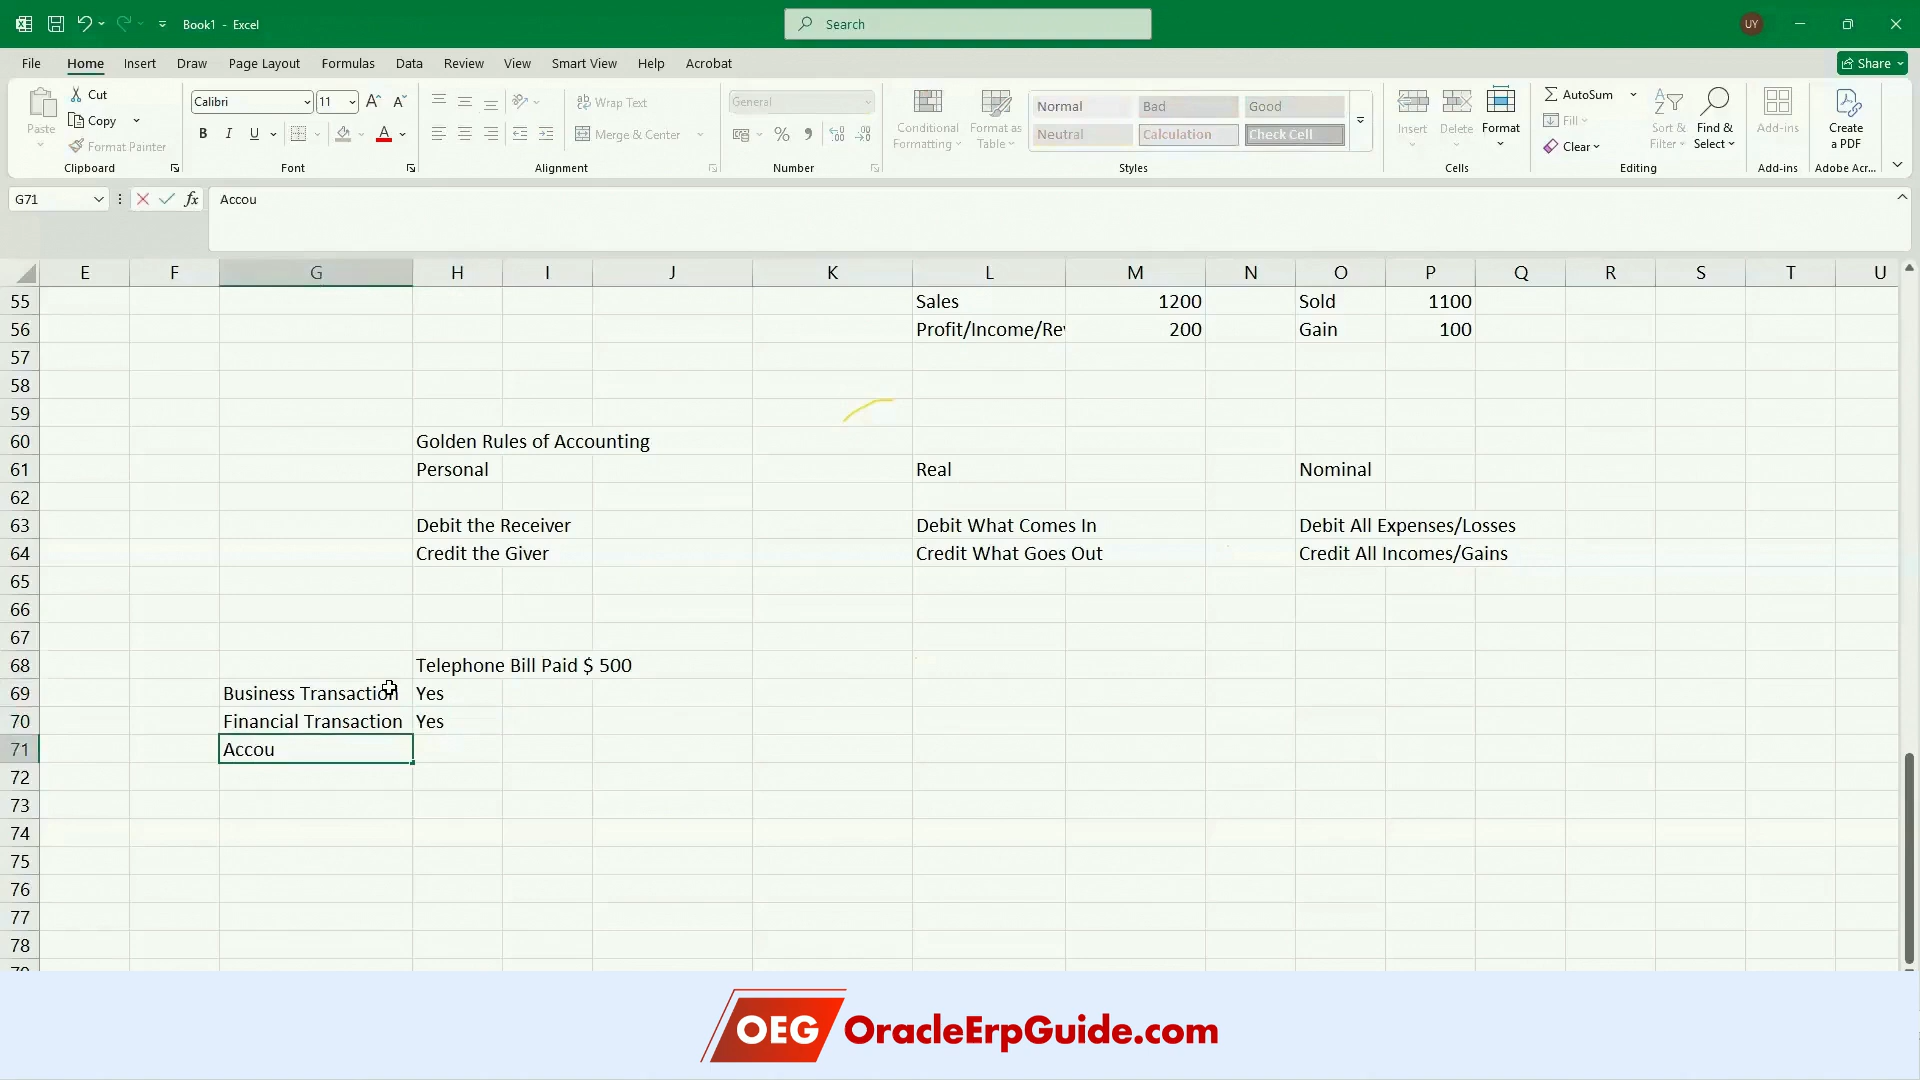 Book1 - Excel
Search
UY
File Home Insert Draw Page Layout Formulas Data Review View Smart View Help Acrobat
Share
Paste
Cut
Copy
Format Painter
Clipboard
Calibri 11
B I U
Font
Wrap Text
Merge & Center
Alignment
General
Number
Conditional Formatting
Format as Table
Normal Bad Good
Neutral Calculation Check Cell
Styles
Insert Delete Format
Cells
AutoSum
Fill
Clear
Sort & Filter
Find & Select
Editing
Add-ins
Add-ins
Create a PDF
Adobe Acr...
G71
fx
Accou
E F G H I J K L M N O P Q R S T U
55 Sales 1200 Sold 1100
56 Profit/Income/Rev 200 Gain 100
57
58
59
60 Golden Rules of Accounting
61 Personal Real Nominal
62
63 Debit the Receiver Debit What Comes In Debit All Expenses/Losses
64 Credit the Giver Credit What Goes Out Credit All Incomes/Gains
65
66
67
68 Telephone Bill Paid $ 500
69 Business Transaction Yes
70 Financial Transaction Yes
71 Accou
72
73
74
75
76
77
78
OEG OracleErpGuide.com